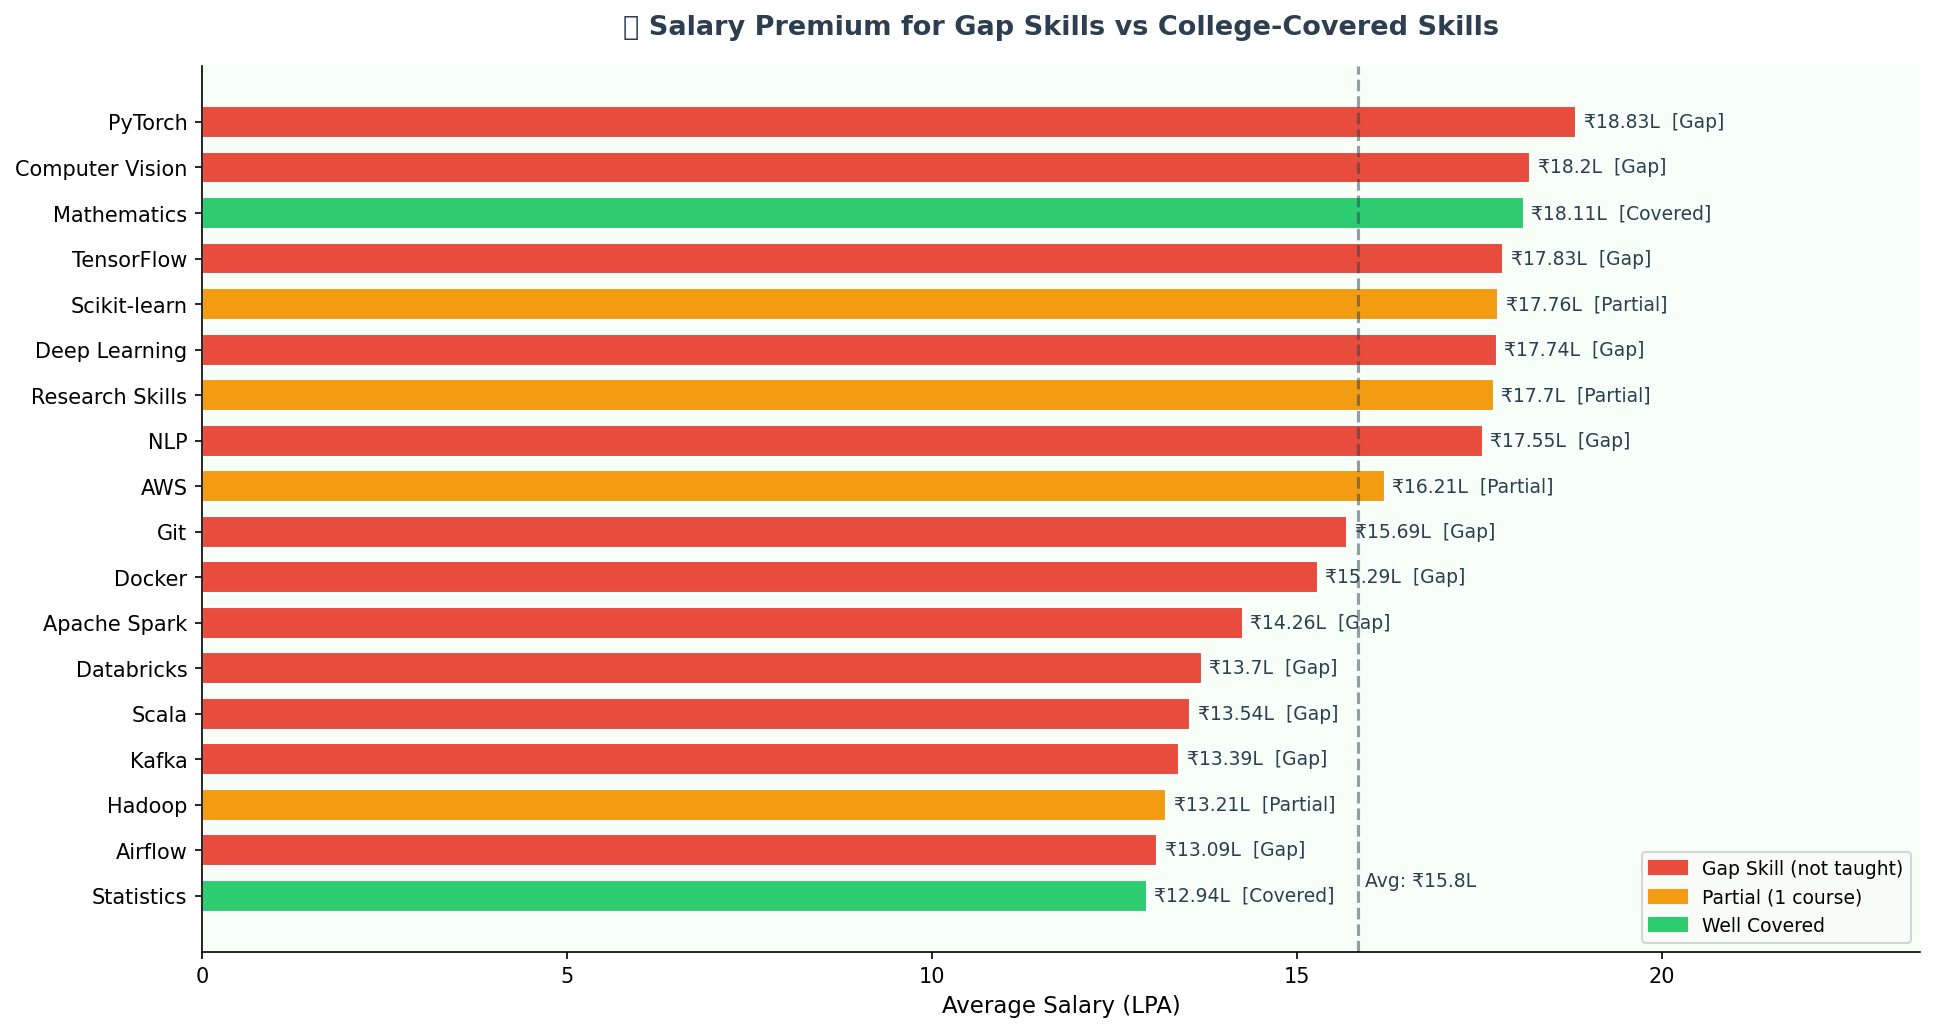 Salary Premium for Gap Skills vs College-Covered Skills
PyTorch ₹18.83L [Gap]
Computer Vision ₹18.2L [Gap]
Mathematics ₹18.11L [Covered]
TensorFlow ₹17.83L [Gap]
Scikit-learn ₹17.76L [Partial]
Deep Learning ₹17.74L [Gap]
Research Skills ₹17.7L [Partial]
NLP ₹17.55L [Gap]
AWS ₹16.21L [Partial]
Git ₹15.69L [Gap]
Docker ₹15.29L [Gap]
Apache Spark ₹14.26L [Gap]
Databricks ₹13.7L [Gap]
Scala ₹13.54L [Gap]
Kafka ₹13.39L [Gap]
Hadoop ₹13.21L [Partial]
Airflow ₹13.09L [Gap]
Avg: ₹15.8L
Statistics ₹12.94L [Covered]
Gap Skill (not taught)
Partial (1 course)
Well Covered
0 5 10 15 20
Average Salary (LPA)